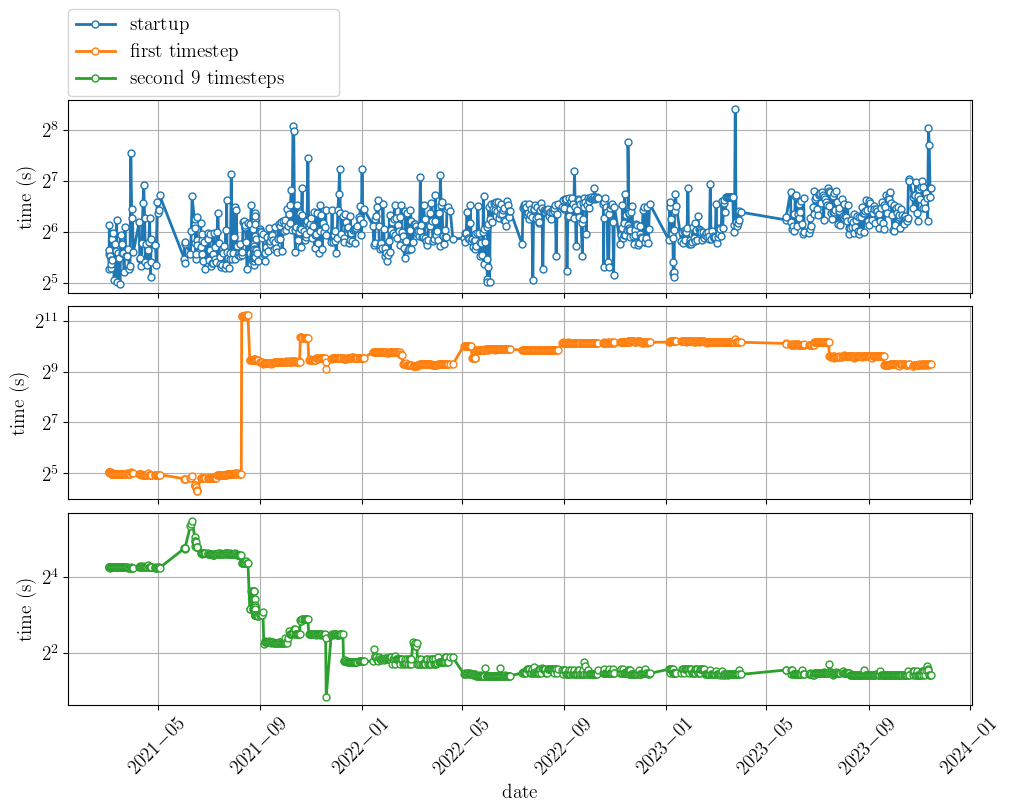 startup
first timestep
second 9 timesteps
time (s)
2^8
2^7
2^6
2^5
time (s)
2^11
2^9
2^7
2^5
time (s)
2^4
2^2
2021−05
2021−09
2022−01
2022−05
2022−09
2023−01
2023−05
2023−09
2024−01
date